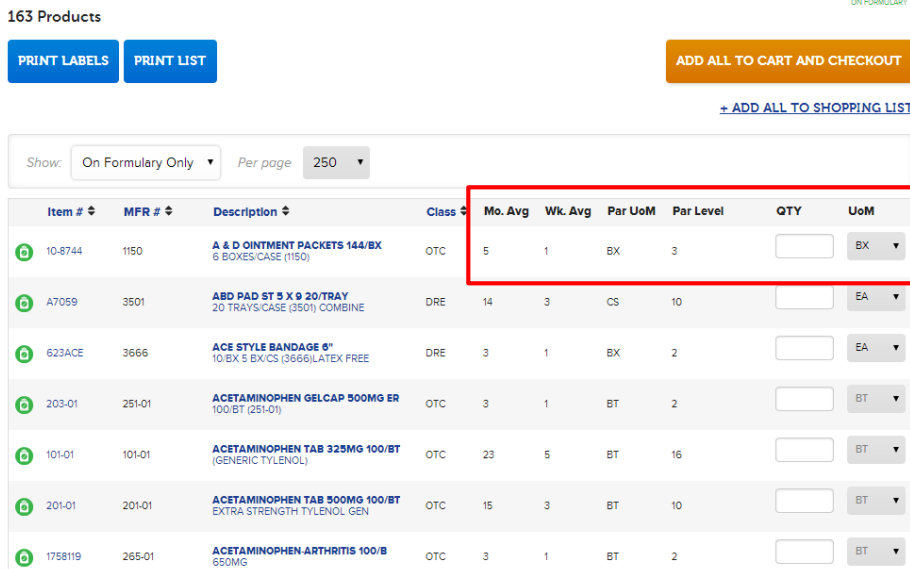 ON FORMULARY
163 Products
PRINT LABELS PRINT LIST ADD ALL TO CART AND CHECKOUT
+ ADD ALL TO SHOPPING LIST
Show: On Formulary Only Per page 250
Item # MFR # Description Class Mo. Avg Wk. Avg Par UoM Par Level QTY UoM
10-8744 1150 A & D OINTMENT PACKETS 144/BX OTC 5 1 BX 3 BX
6 BOXES/CASE (1150)
A7059 3501 ABD PAD ST 5 X 9 20/TRAY DRE 14 3 CS 10 EA
20 TRAYS/CASE (3501) COMBINE
623ACE 3666 ACE STYLE BANDAGE 6" DRE 3 1 BX 2 EA
10/BX 5 BX/CS (3666)LATEX FREE
203-01 251-01 ACETAMINOPHEN GELCAP 500MG ER OTC 3 1 BT 2 BT
100/BT (251-01)
101-01 101-01 ACETAMINOPHEN TAB 325MG 100/BT OTC 23 5 BT 16 BT
(GENERIC TYLENOL)
201-01 201-01 ACETAMINOPHEN TAB 500MG 100/BT OTC 15 3 BT 10 BT
EXTRA STRENGTH TYLENOL GEN
1758119 265-01 ACETAMINOPHEN-ARTHRITIS 100/B OTC 3 1 BT 2 BT
650MG